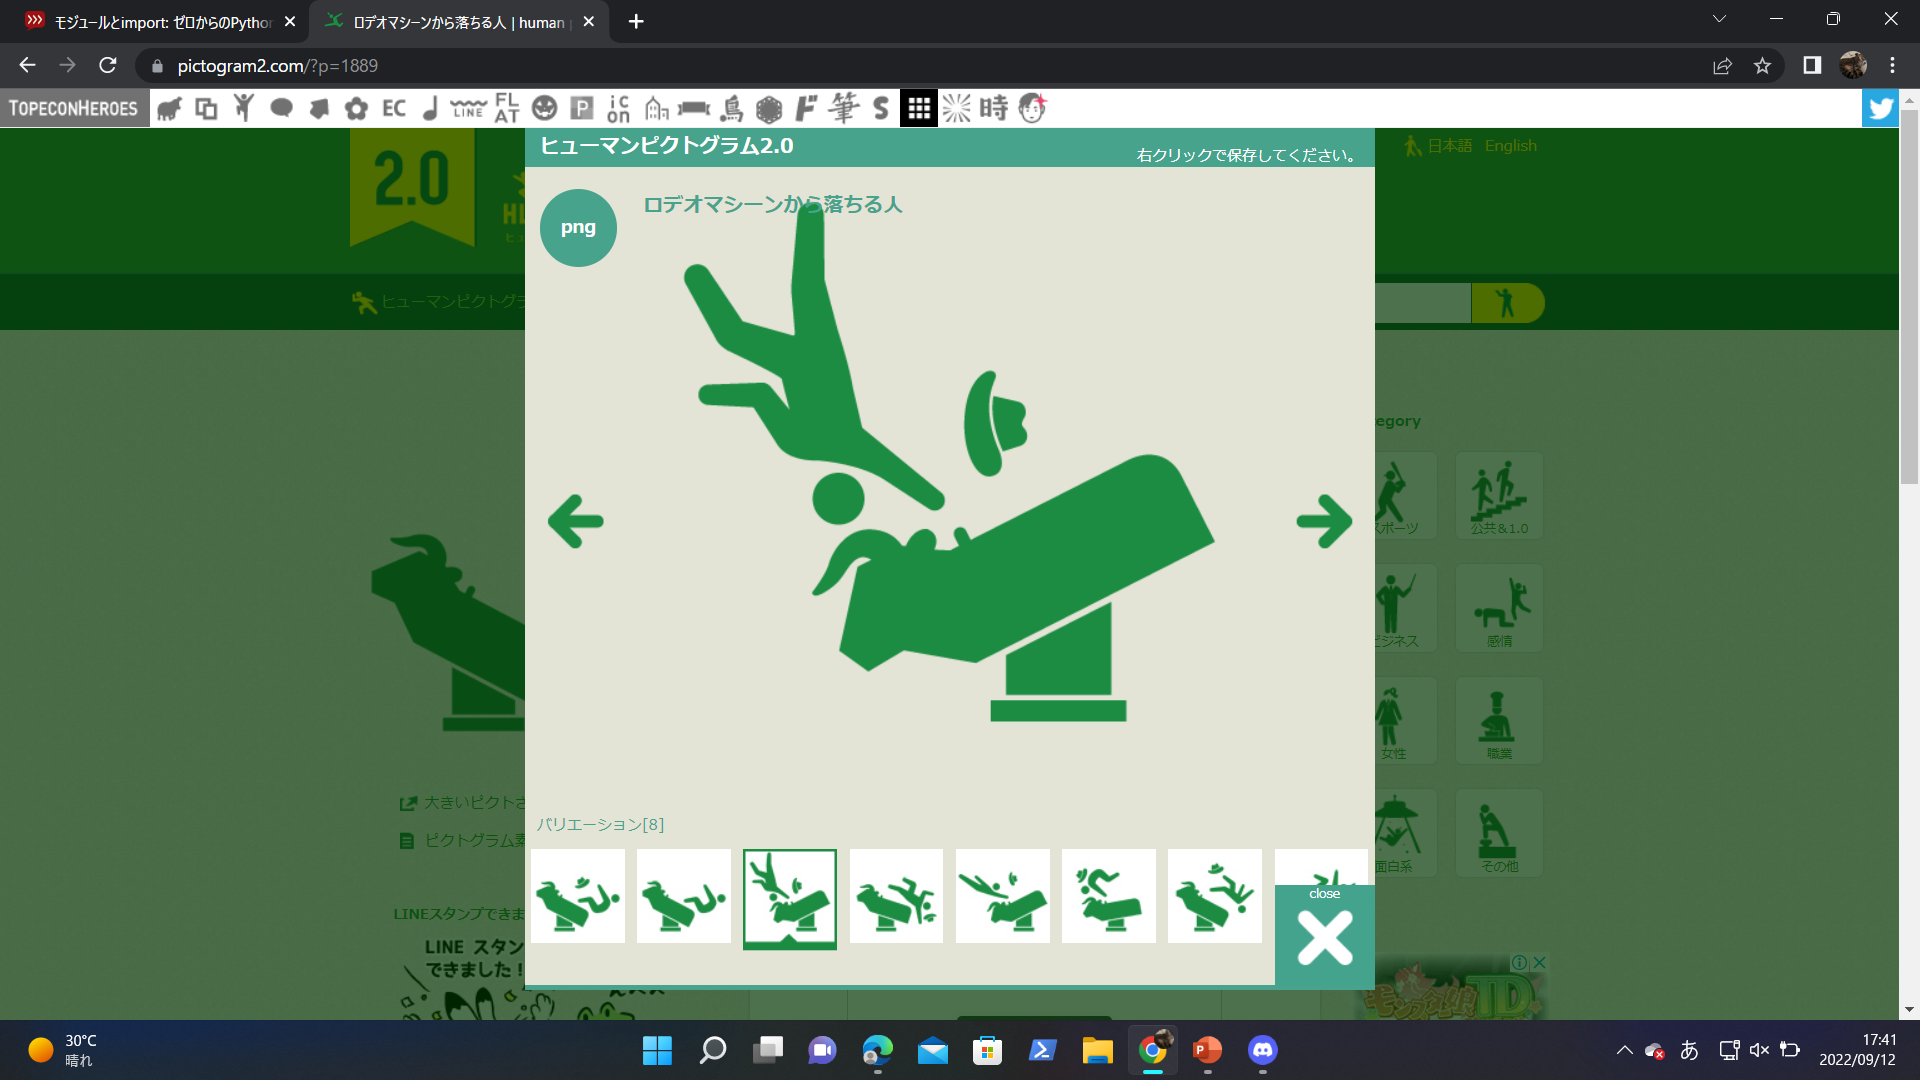 モジュールとimport: ゼロからのPython
ロデオマシーンから落ちる人 | human
pictogram2.com/?p=1889
TOPECONHEROES
EC
LINE
FL
AT
P
ic
on
鳥
F
筆
S
時
ヒューマンピクトグラム2.0
右クリックで保存してください。
日本語 English
2.0
png
ロデオマシーンから落ちる人
ヒューマンピクトグラ
egory
スポーツ
公共&1.0
ビジネス
感情
女性
職業
面白系
その他
大きいピクトさ
ピクトグラム素
バリエーション[8]
close
LINEスタンプできま
LINE スタン
できました!
30°C
晴れ
あ
17:41
2022/09/12